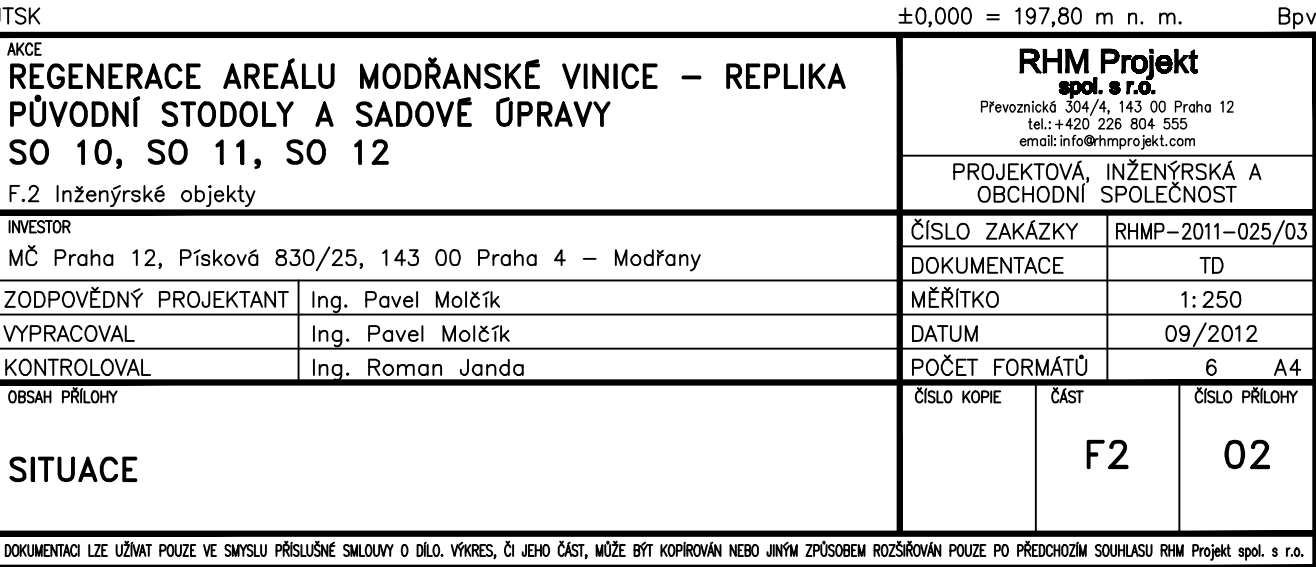 ±0,000 = 197,80 m n. m. Bpv
AKCE
REGENERACE AREÁLU MODŘANSKÉ VINICE – REPLIKA
PŮVODNÍ STODOLY A SADOVÉ ÚPRAVY
SO 10, SO 11, SO 12
F.2 Inženýrské objekty
RHM Projekt
spol. s r.o.
Převoznická 304/4, 143 00 Praha 12
tel.:+420 226 804 555
email:info@rhmprojekt.com
PROJEKTOVÁ, INŽENÝRSKÁ A
OBCHODNÍ SPOLEČNOST
INVESTOR
MČ Praha 12, Písková 830/25, 143 00 Praha 4 – Modřany
ČÍSLO ZAKÁZKY RHMP-2011-025/03
DOKUMENTACE TD
ZODPOVĚDNÝ PROJEKTANT Ing. Pavel Molčík
MĚŘÍTKO 1:250
VYPRACOVAL Ing. Pavel Molčík
DATUM 09/2012
KONTROLOVAL Ing. Roman Janda
POČET FORMÁTŮ 6 A4
OBSAH PŘÍLOHY
SITUACE
ČÍSLO KOPIE
ČÁST
F2
ČÍSLO PŘÍLOHY
02
DOKUMENTACI LZE UŽÍVAT POUZE VE SMYSLU PŘÍSLUŠNÉ SMLOUVY O DÍLO. VÝKRES, ČI JEHO ČÁST, MŮŽE BÝT KOPÍROVÁN NEBO JINÝM ZPŮSOBEM ROZŠIŘOVÁN POUZE PO PŘEDCHOZÍM SOUHLASU RHM Projekt spol. s r.o.